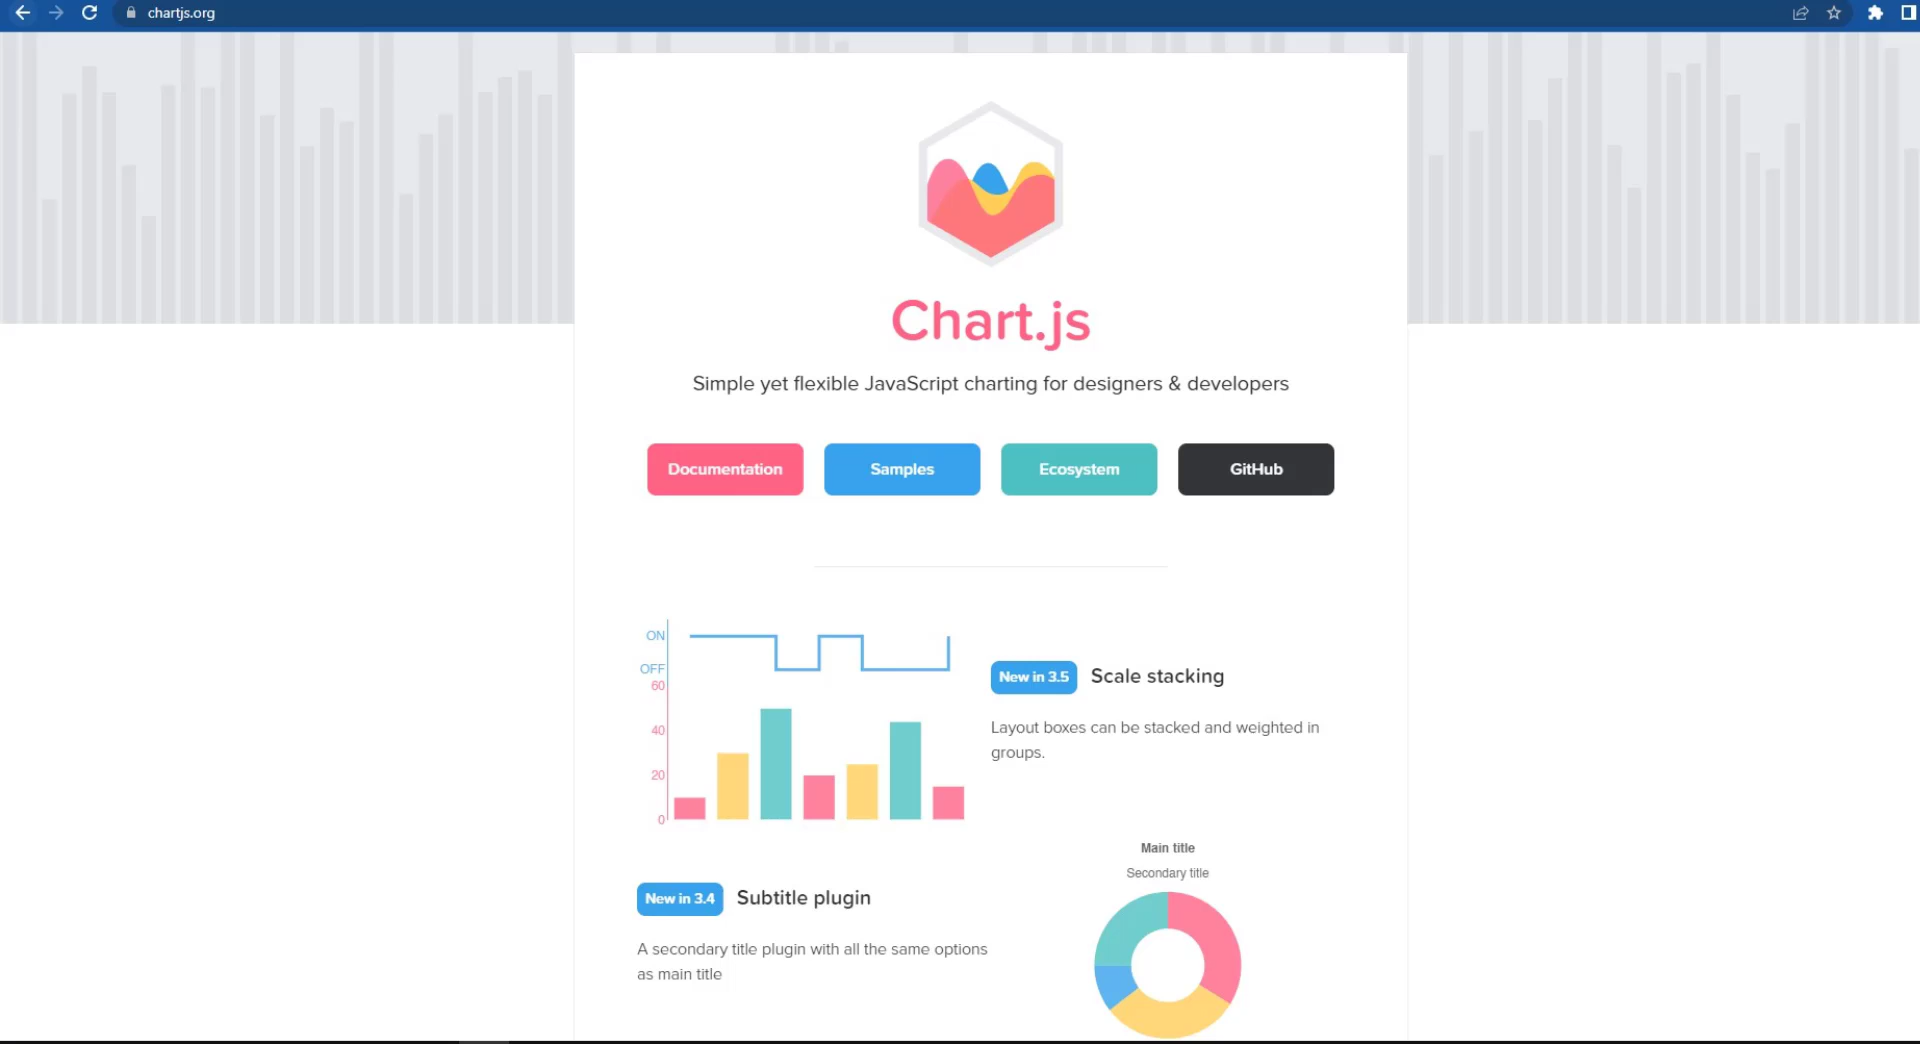 chartjs.org
Chart.js
Simple yet flexible JavaScript charting for designers & developers
Documentation
Samples
Ecosystem
GitHub
ON
OFF
60
40
20
0
New in 3.5
Scale stacking
Layout boxes can be stacked and weighted in
groups.
New in 3.4
Subtitle plugin
A secondary title plugin with all the same options
as main title
Main title
Secondary title